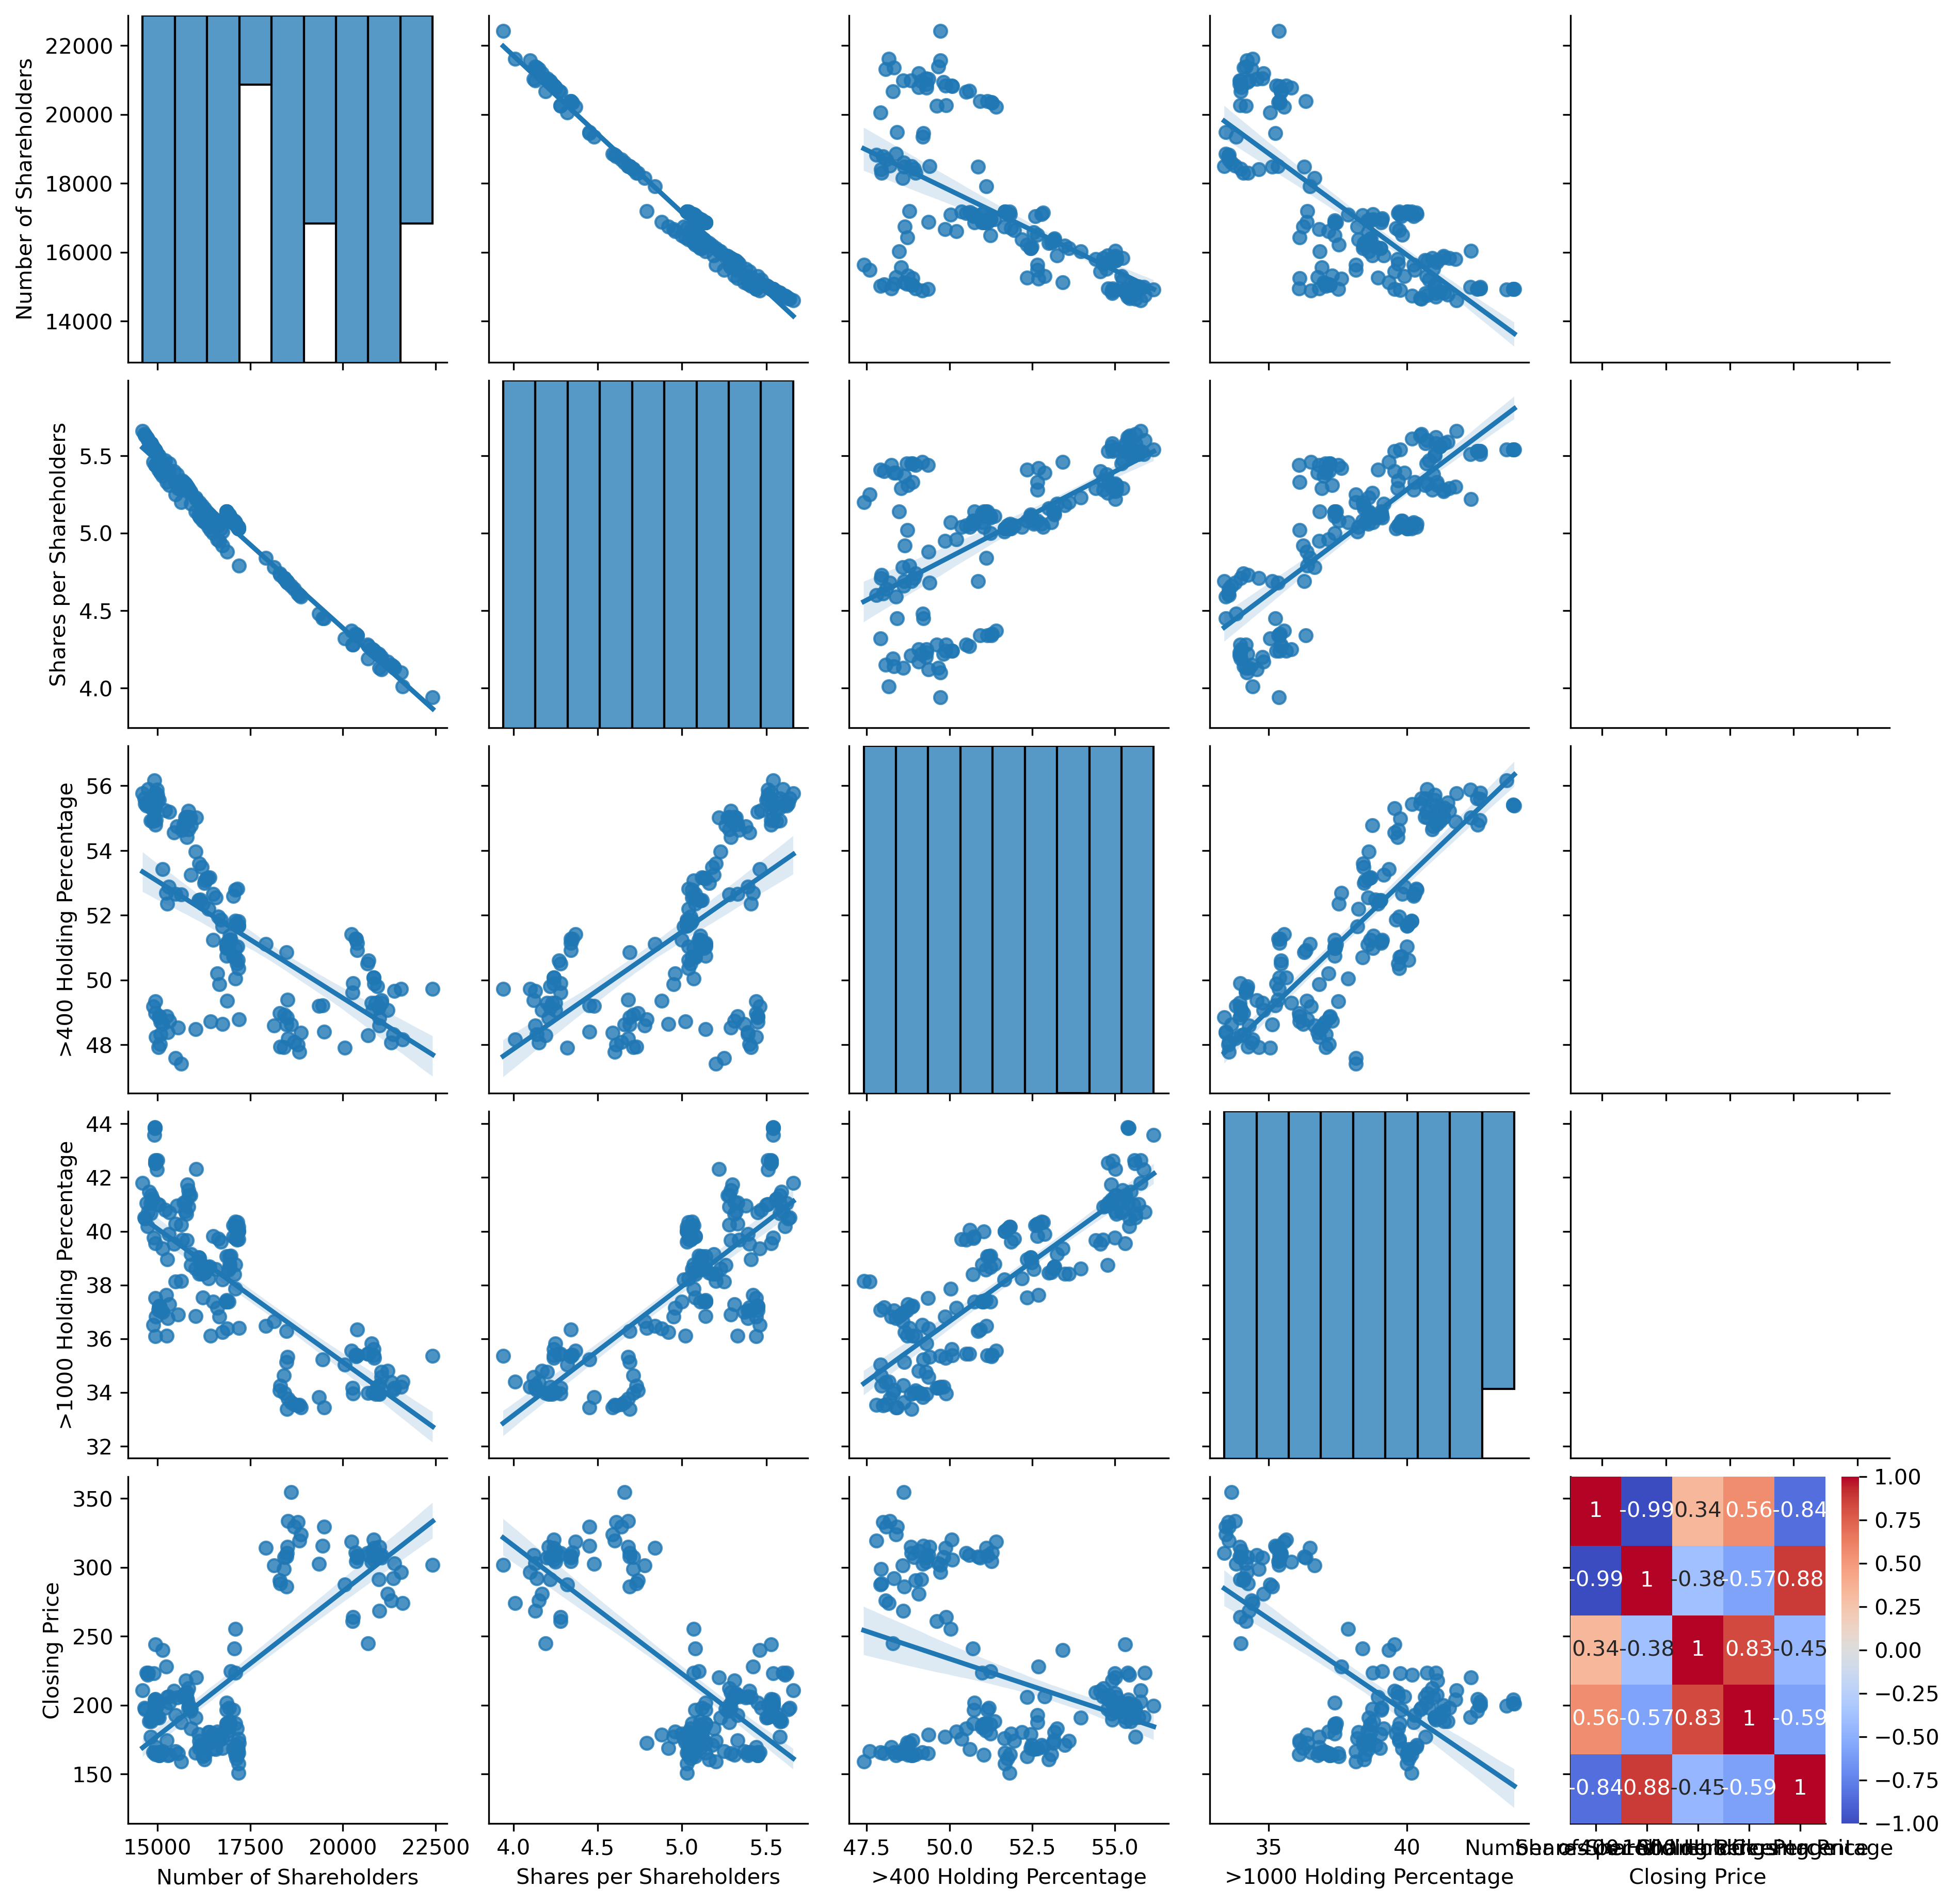 22000
20000
18000
16000
14000
Number of Shareholders
5.5
5.0
4.5
4.0
Shares per Shareholders
56
54
52
50
48
>400 Holding Percentage
44
42
40
38
36
34
32
>1000 Holding Percentage
350
300
250
200
150
Closing Price
1 -0.99 0.34 0.56 -0.84
-0.99 1 -0.38 -0.57 0.88
0.34 -0.38 1 0.83 -0.45
0.56 -0.57 0.83 1 -0.59
-0.84 0.88 -0.45 -0.59 1
1.00
0.75
0.50
0.25
0.00
−0.25
−0.50
−0.75
−1.00
15000 17500 20000 22500
4.0 4.5 5.0 5.5
47.5 50.0 52.5 55.0
35 40
Number of Shareholders
Shares per Shareholders
>400 Holding Percentage
>1000 Holding Percentage
Closing Price